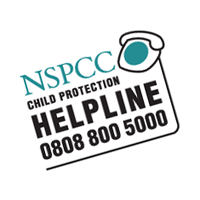 NSPCC
CHILD PROTECTION
HELPLINE
0808 800 5000